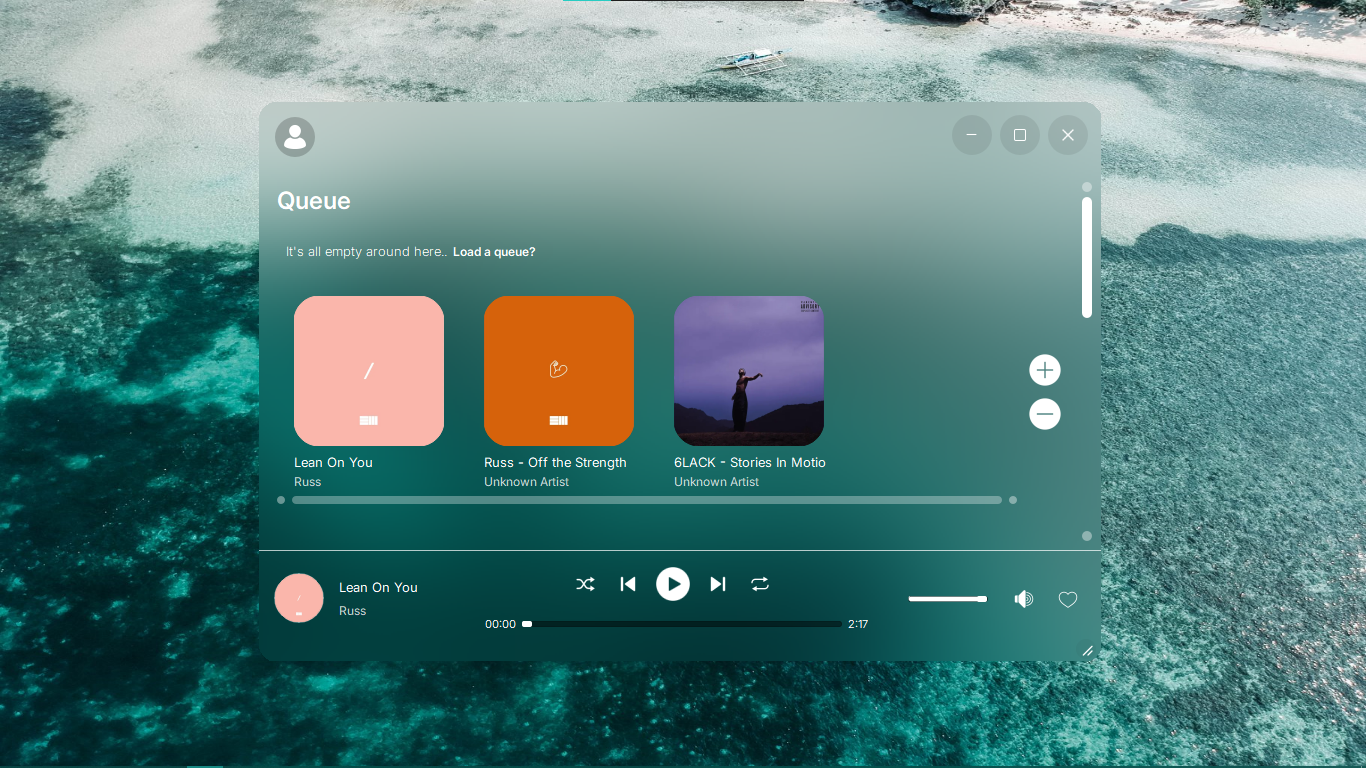 Queue
It's all empty around here.. Load a queue?
Lean On You
Russ
Russ - Off the Strength
Unknown Artist
6LACK - Stories In Motio
Unknown Artist
Lean On You
Russ
00:00
2:17